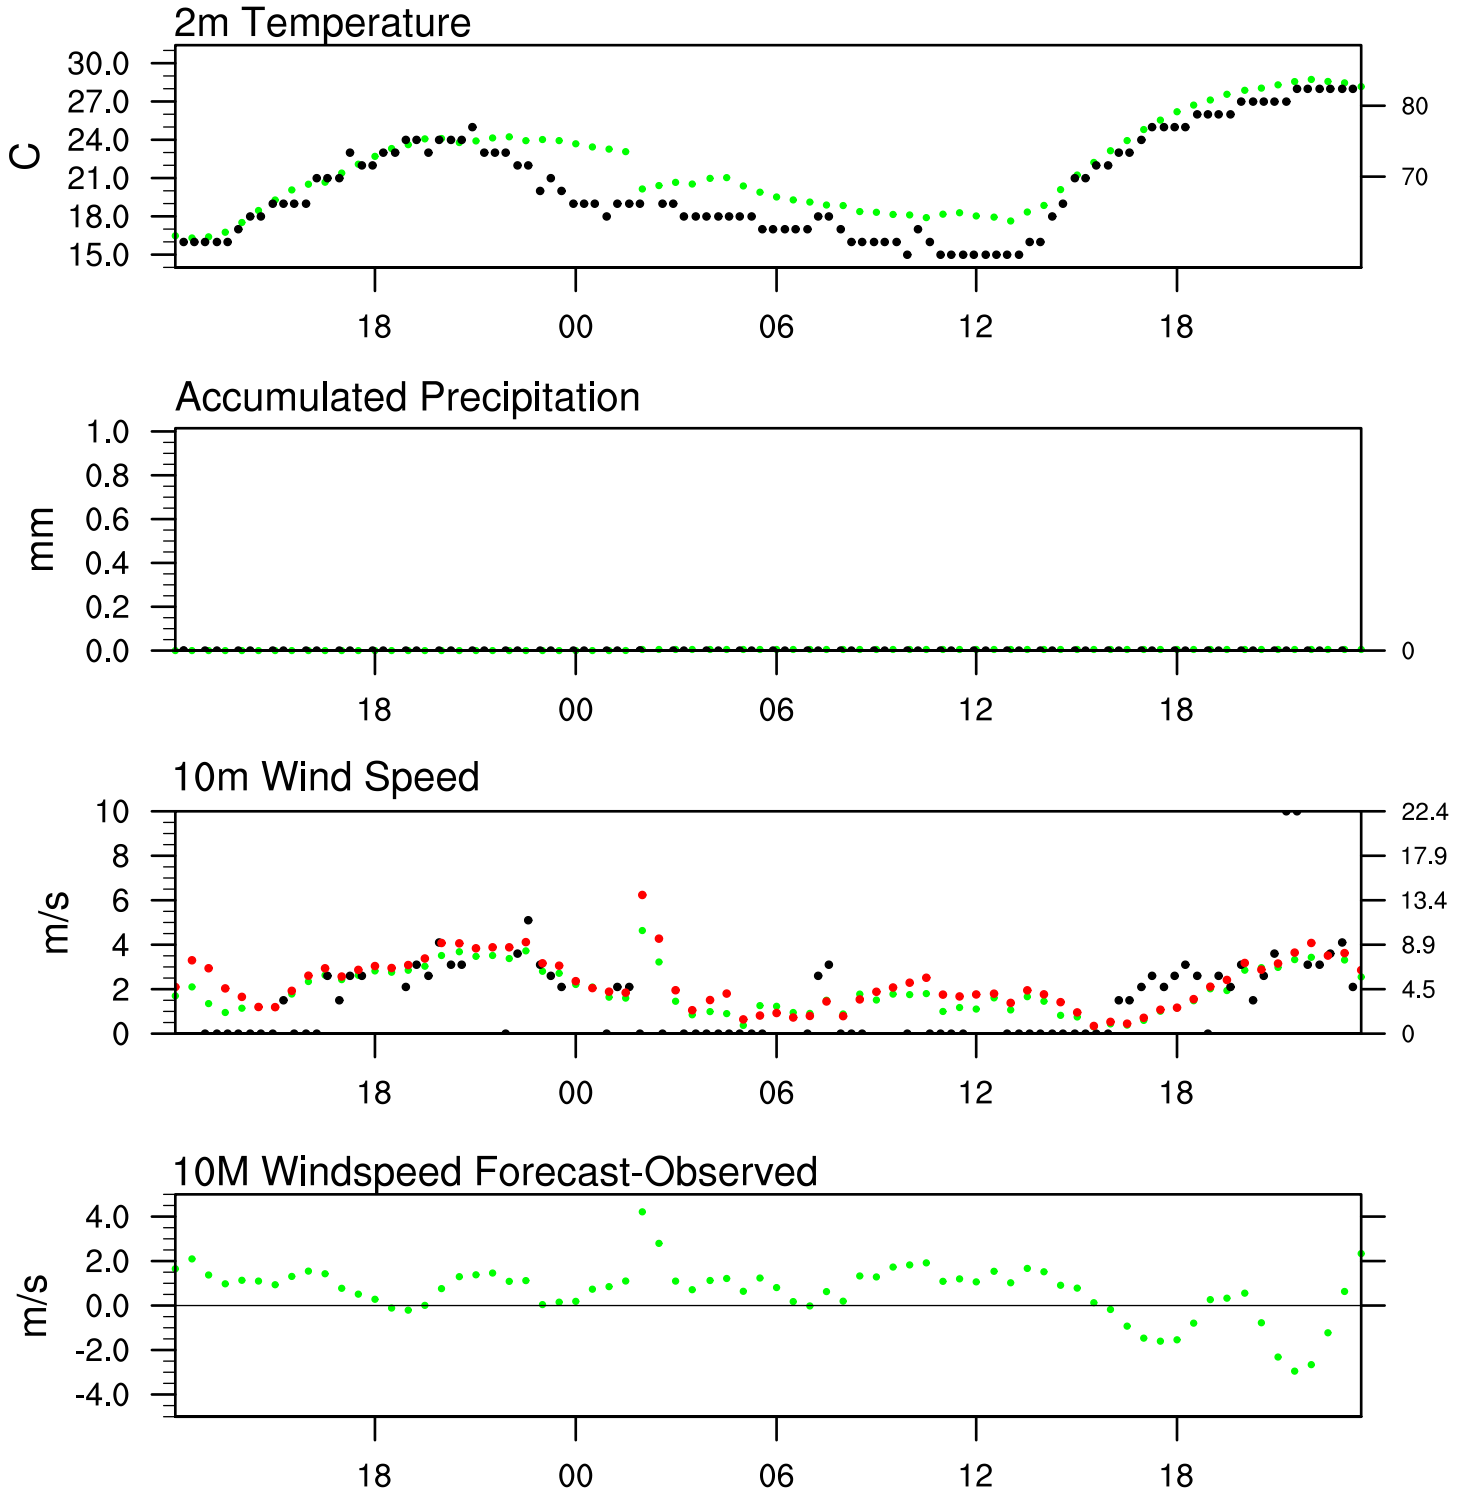 2m Temperature
30.0
27.0
24.0
21.0
18.0
15.0
C
80
70
18 00 06 12 18
Accumulated Precipitation
1.0
0.8
0.6
0.4
0.2
0.0
mm
0
18 00 06 12 18
10m Wind Speed
10
8
6
4
2
0
m/s
22.4
17.9
13.4
8.9
4.5
0
18 00 06 12 18
10M Windspeed Forecast-Observed
4.0
2.0
0.0
-2.0
-4.0
m/s
18 00 06 12 18